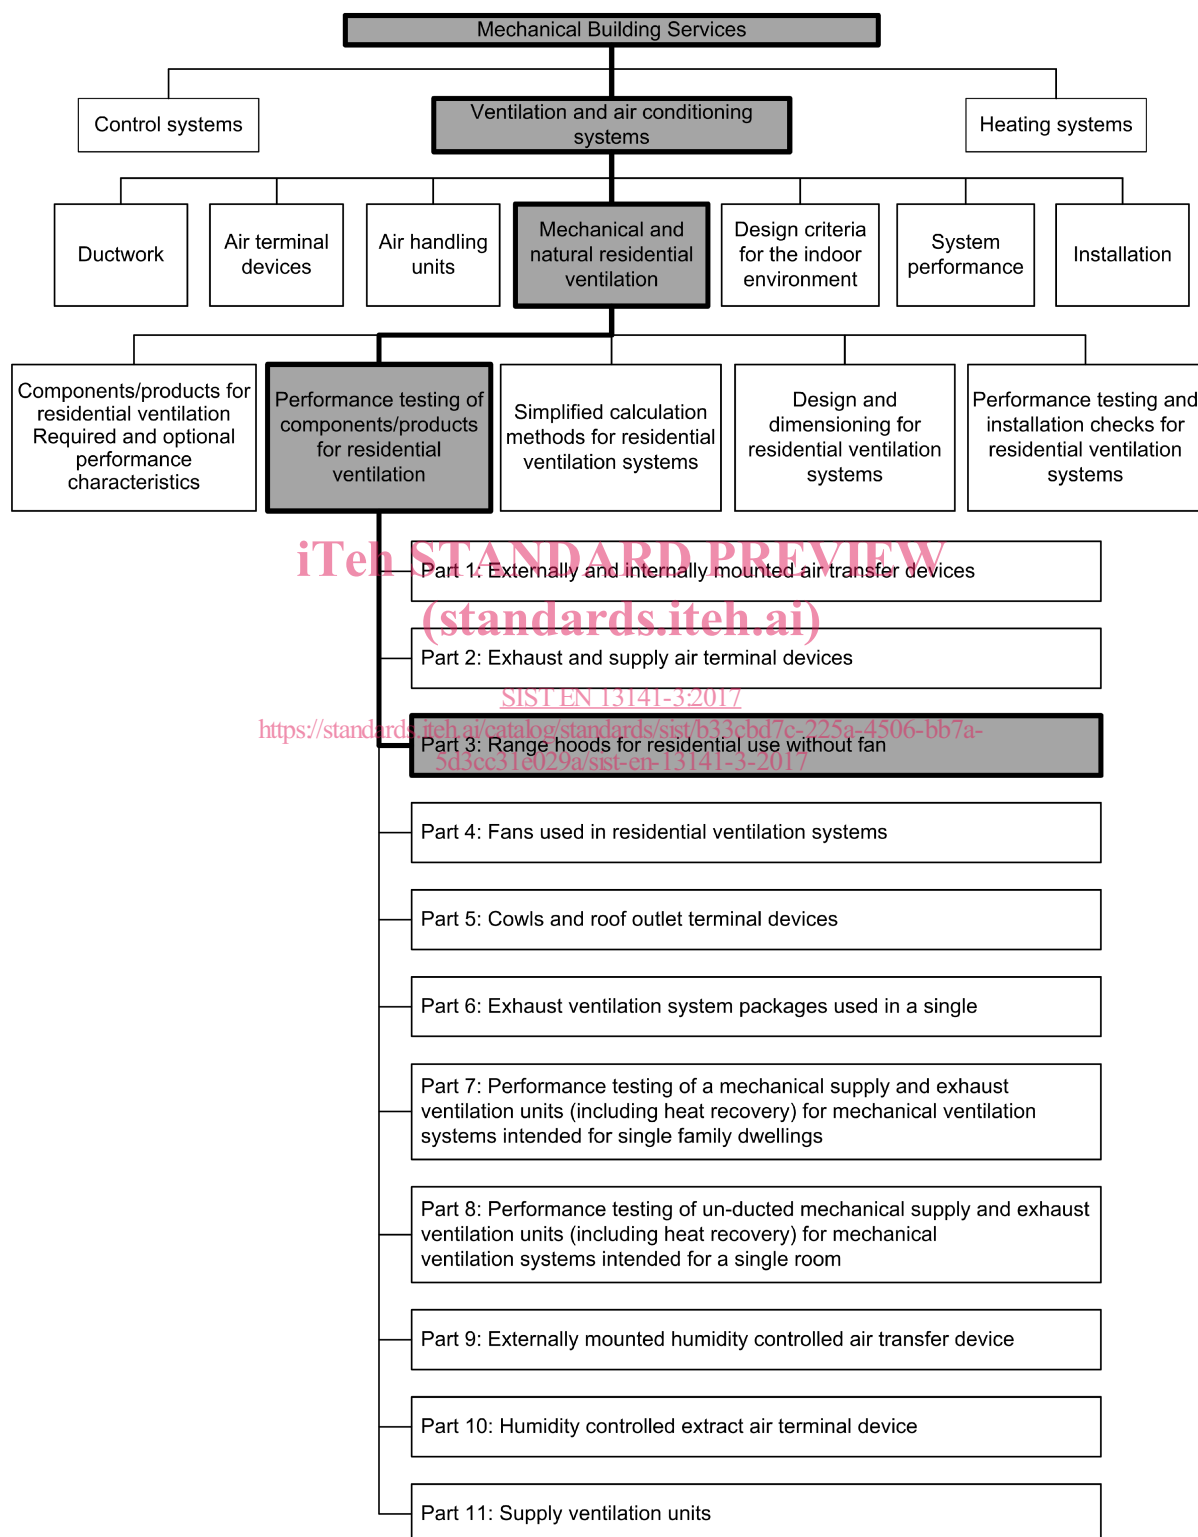 Mechanical Building Services
Control systems
Ventilation and air conditioning
systems
Heating systems
Ductwork
Air terminal
devices
Air handling
units
Mechanical and
natural residential
ventilation
Design criteria
for the indoor
environment
System
performance
Installation
Components/products for
residential ventilation
Required and optional
performance
characteristics
Performance testing of
components/products
for residential
ventilation
Simplified calculation
methods for residential
ventilation systems
Design and
dimensioning for
residential ventilation
systems
Performance testing and
installation checks for
residential ventilation
systems
iTeh STANDARD PREVIEW
Part 1: Externally and internally mounted air transfer devices
(standards.iteh.ai)
Part 2: Exhaust and supply air terminal devices
SIST EN 13141-3:2017
https://standards.iteh.ai/catalog/standards/sist/b33cbd7c-225a-4506-bb7a-
Part 3: Range hoods for residential use without fan
5d3cc31e029a/sist-en-13141-3-2017
Part 4: Fans used in residential ventilation systems
Part 5: Cowls and roof outlet terminal devices
Part 6: Exhaust ventilation system packages used in a single
Part 7: Performance testing of a mechanical supply and exhaust
ventilation units (including heat recovery) for mechanical ventilation
systems intended for single family dwellings
Part 8: Performance testing of un-ducted mechanical supply and exhaust
ventilation units (including heat recovery) for mechanical
ventilation systems intended for a single room
Part 9: Externally mounted humidity controlled air transfer device
Part 10: Humidity controlled extract air terminal device
Part 11: Supply ventilation units